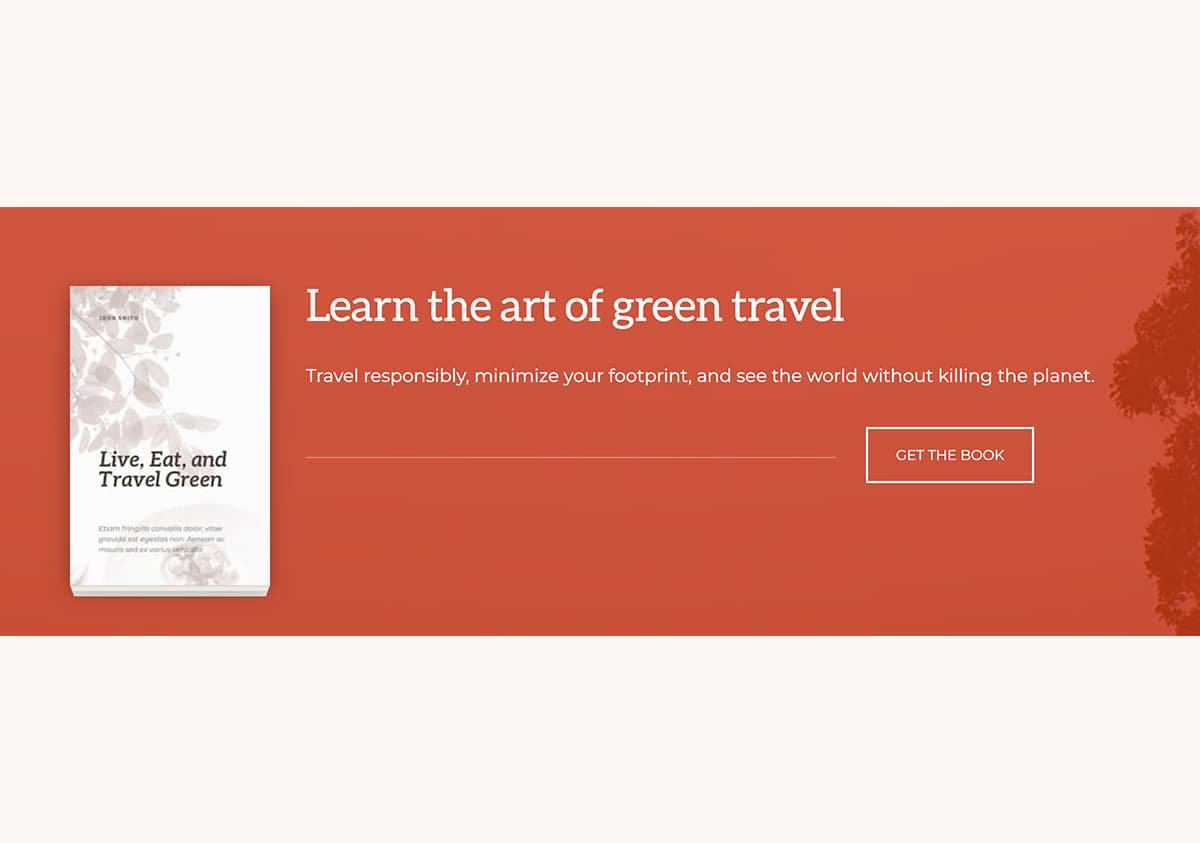 JOHN SMITH
Live, Eat, and
Travel Green
Etiam fringilla convallis dolor, vitae
gravida est egestas non. Aenean ac
mauris sed ex varius vehicula
Learn the art of green travel
Travel responsibly, minimize your footprint, and see the world without killing the planet.
GET THE BOOK